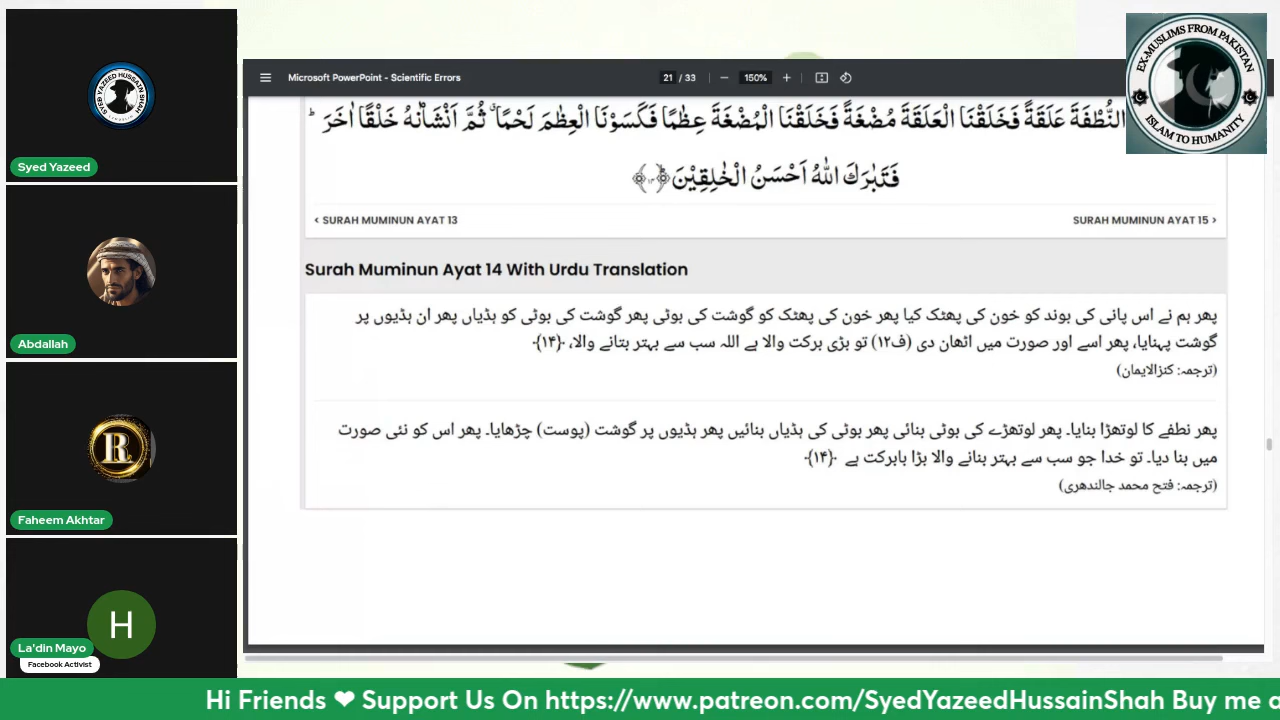 Microsoft PowerPoint - Scientific Errors
21 / 33
150%
EX-MUSLIMS FROM PAKISTAN
ISLAM TO HUMANITY
النُّطْفَةَ عَلَقَةً فَخَلَقْنَا الْعَلَقَةَ مُضْغَةً فَخَلَقْنَا الْمُضْغَةَ عِظٰمًا فَكَسَوْنَا الْعِظٰمَ لَحْمًاۗ ثُمَّ اَنْشَاْنٰهُ خَلْقًا اٰخَرَؕ
فَتَبٰرَكَ اللّٰهُ اَحْسَنُ الْخٰلِقِیْنَؕ﴿۱۴﴾
< SURAH MUMINUN AYAT 13
SURAH MUMINUN AYAT 15 >
Surah Muminun Ayat 14 With Urdu Translation
پھر ہم نے اس پانی کی بوند کو خون کی پھٹک کیا پھر خون کی پھٹک کو گوشت کی بوٹی پھر گوشت کی بوٹی کو ہڈیاں پھر ان ہڈیوں پر
گوشت پہنایا، پھر اسے اور صورت میں اٹھان دی (ف۱۲) تو بڑی برکت والا ہے اللہ سب سے بہتر بتانے والا، ﴿۱۴﴾
(ترجمہ: کنزالایمان)
پھر نطفے کا لوتھڑا بنایا۔ پھر لوتھڑے کی بوٹی بنائی پھر بوٹی کی ہڈیاں بنائیں پھر ہڈیوں پر گوشت (پوست) چڑھایا۔ پھر اس کو نئی صورت
میں بنا دیا۔ تو خدا جو سب سے بہتر بنانے والا بڑا بابرکت ہے ﴿۱۴﴾
(ترجمہ: فتح محمد جالندھری)
Syed Yazeed
Abdallah
R
Faheem Akhtar
H
La'din Mayo
Facebook Activist
Hi Friends ❤ Support Us On https://www.patreon.com/SyedYazeedHussainShah Buy me